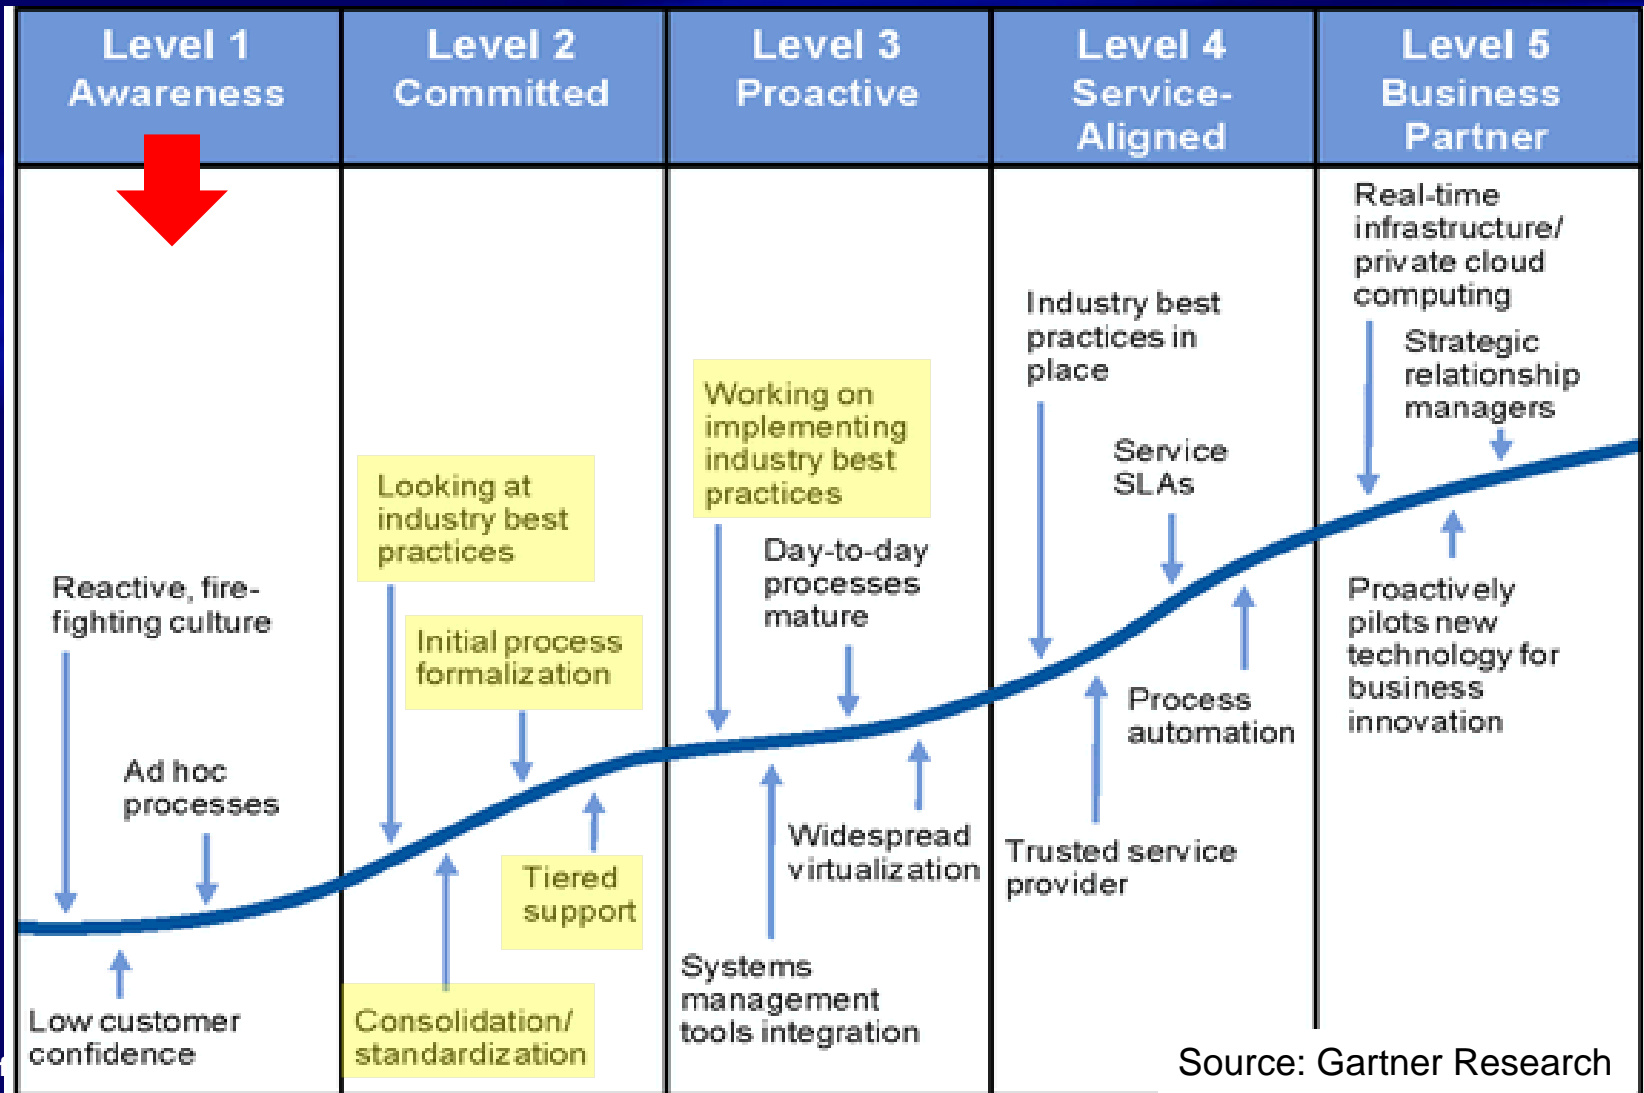 Level 1
Awareness
Level 2
Committed
Level 3
Proactive
Level 4
Service-
Aligned
Level 5
Business
Partner
Reactive, fire-
fighting culture
Ad hoc
processes
Low customer
confidence
Looking at
industry best
practices
Initial process
formalization
Tiered
support
Consolidation/
standardization
Working on
implementing
industry best
practices
Day-to-day
processes
mature
Widespread
virtualization
Systems
management
tools integration
Industry best
practices in
place
Service
SLAs
Process
automation
Trusted service
provider
Real-time
infrastructure/
private cloud
computing
Strategic
relationship
managers
Proactively
pilots new
technology for
business
innovation
Source: Gartner Research